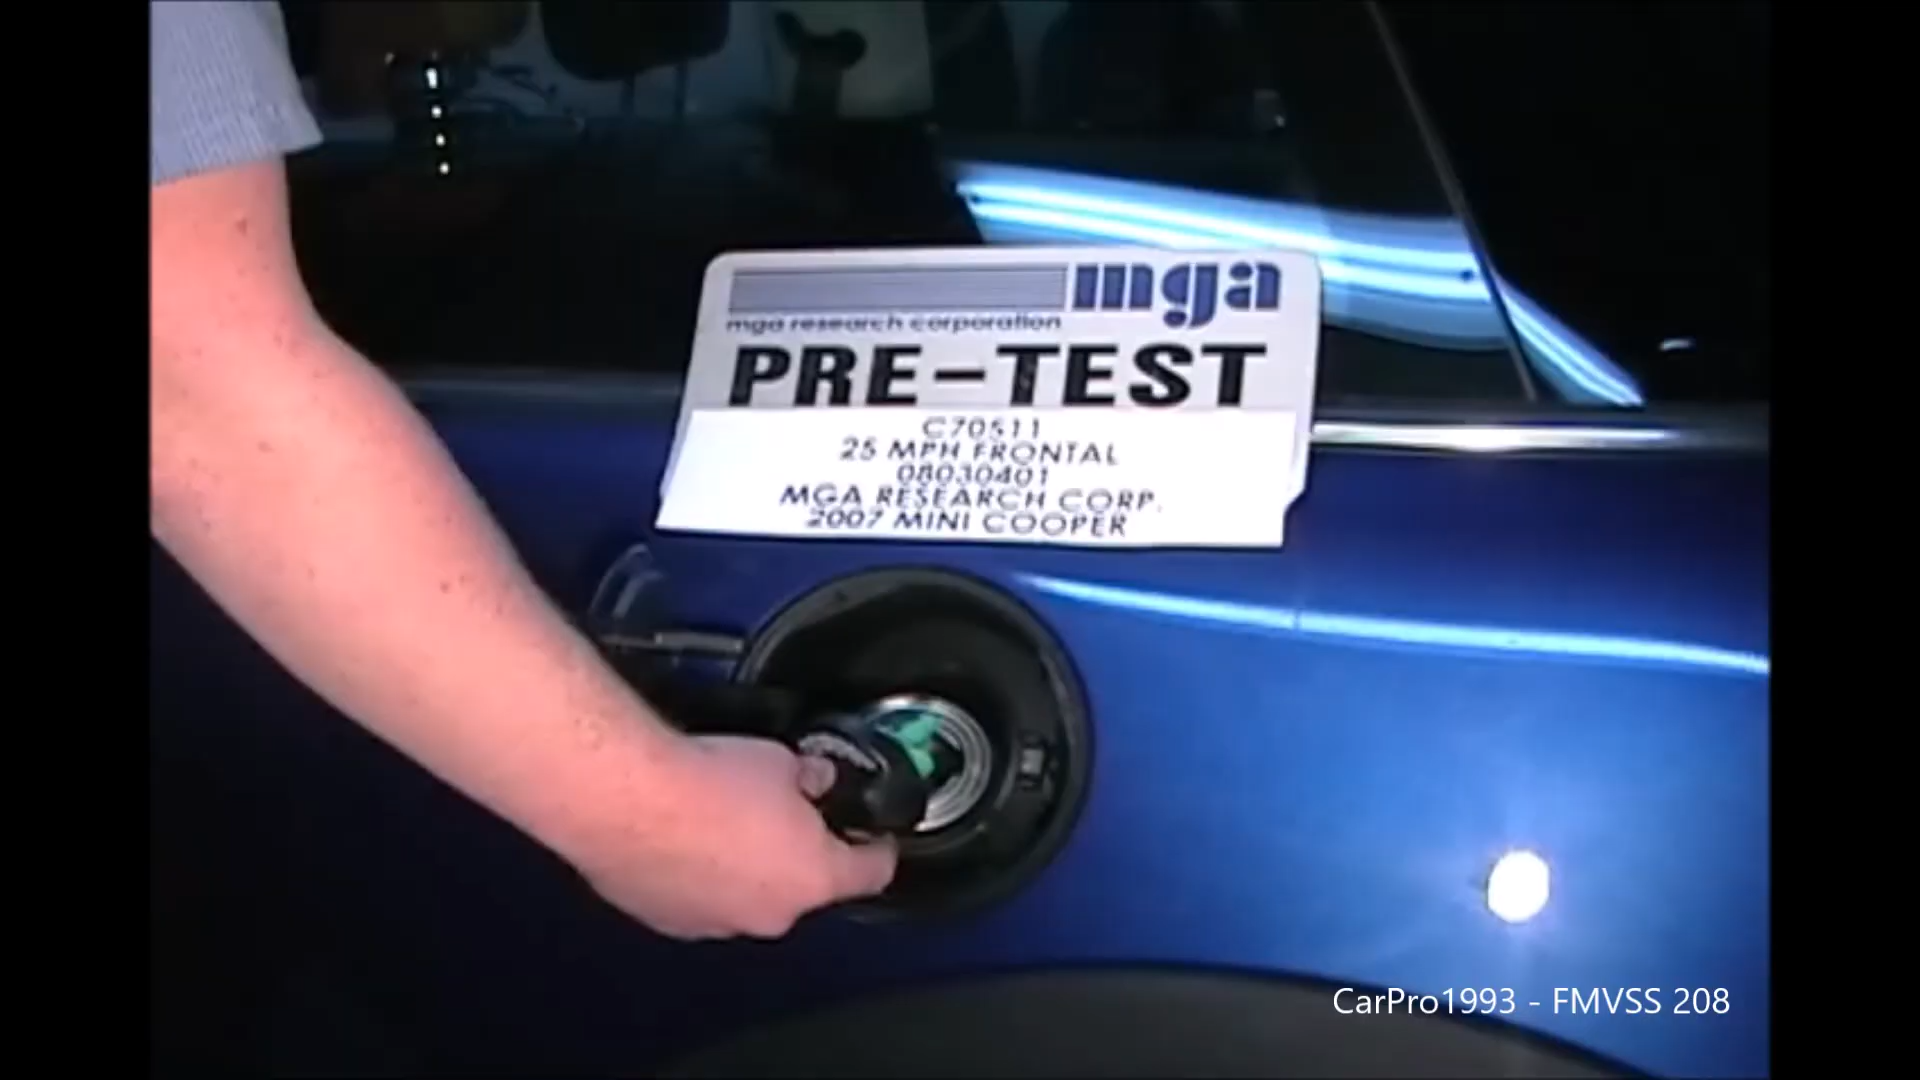 mga
mga research corporation
PRE-TEST
C70511
25 MPH FRONTAL
08030401
MGA RESEARCH CORP.
2007 MINI COOPER
CarPro1993 - FMVSS 208